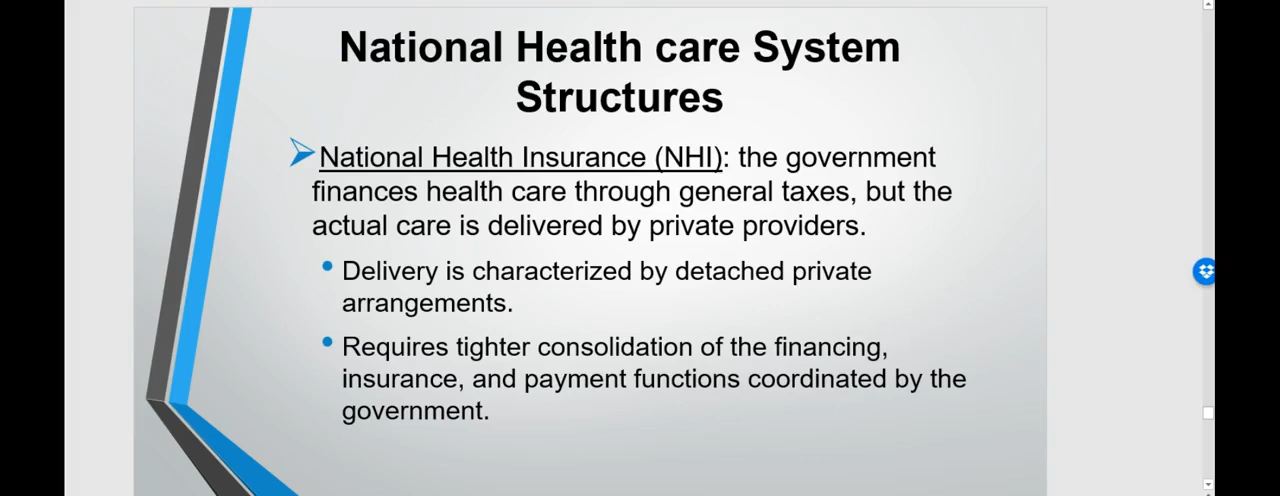 National Health care System
Structures
National Health Insurance (NHI): the government
finances health care through general taxes, but the
actual care is delivered by private providers.
Delivery is characterized by detached private
arrangements.
Requires tighter consolidation of the financing,
insurance, and payment functions coordinated by the
government.